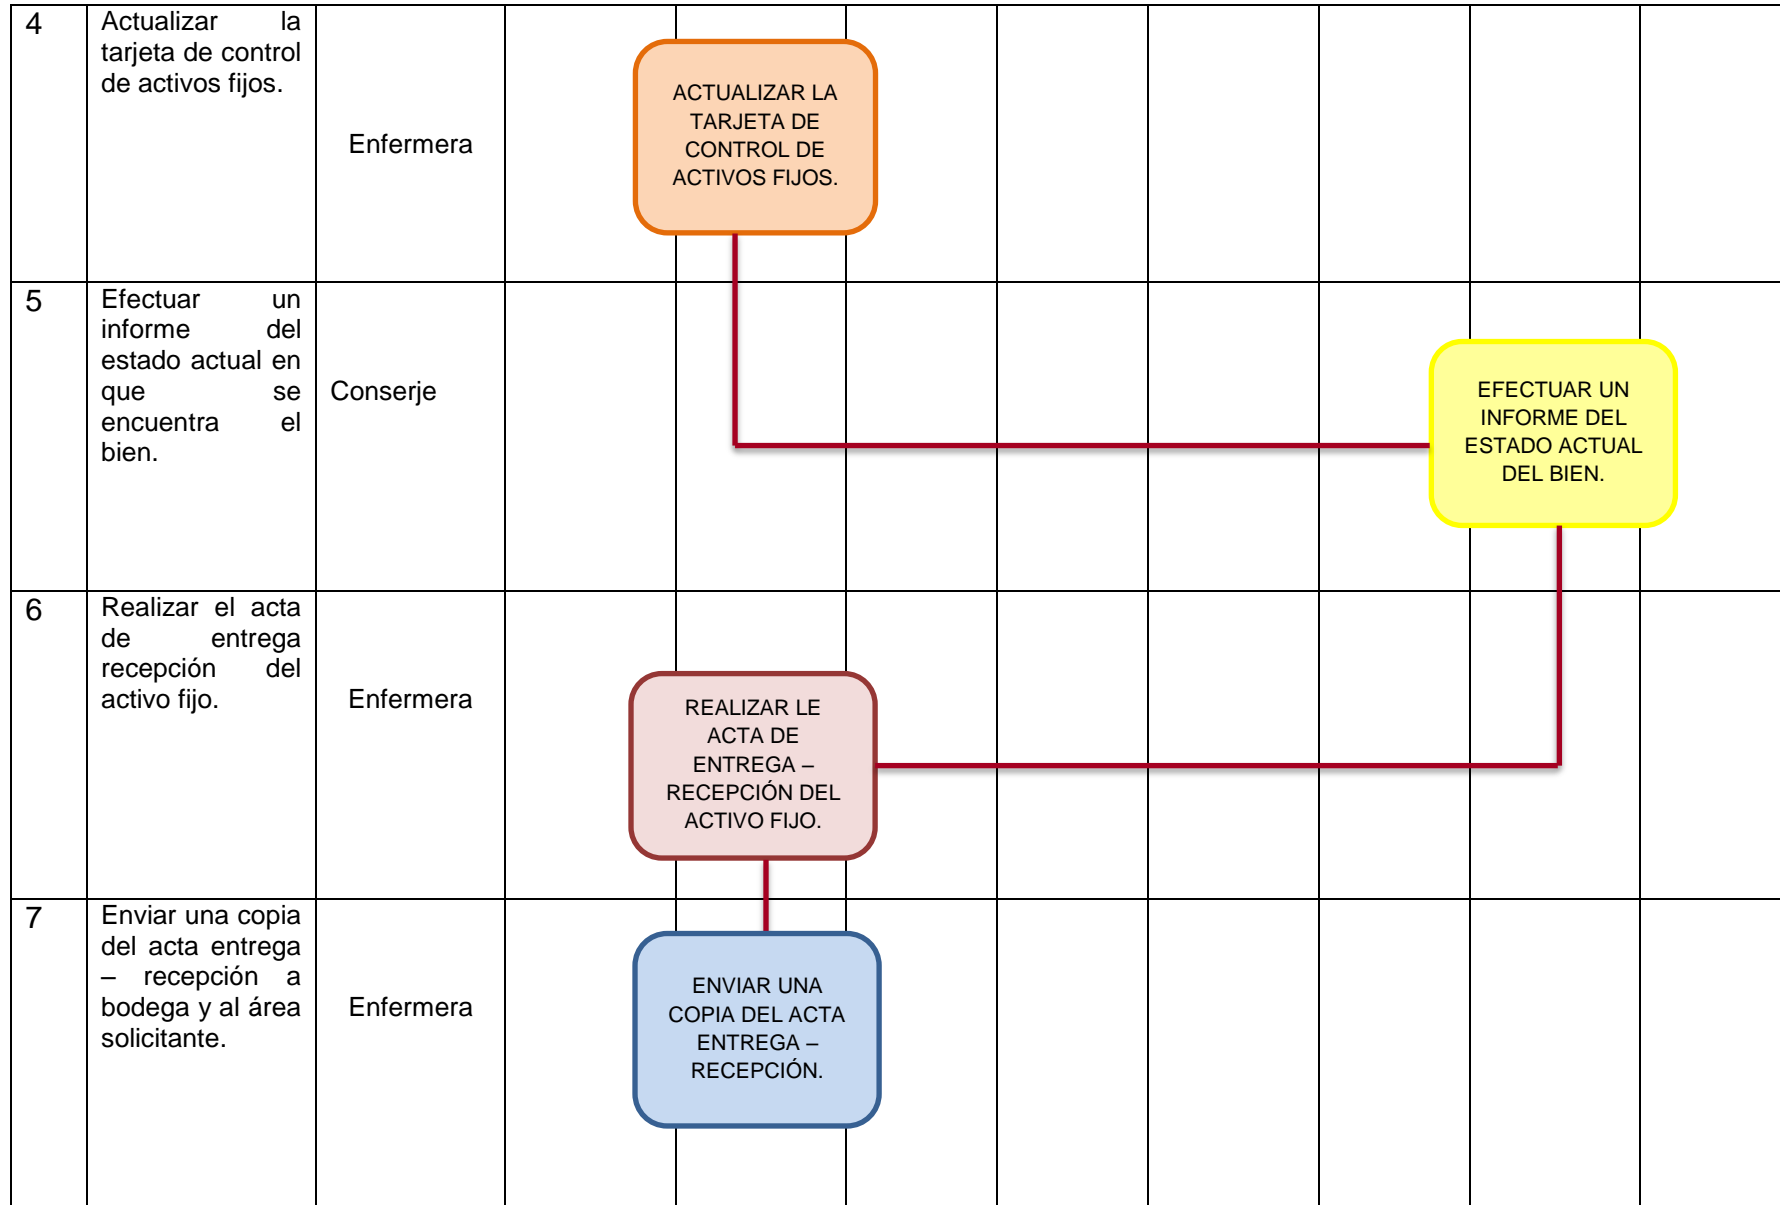 4
Actualizar la
tarjeta de control
de activos fijos.
Enfermera
ACTUALIZAR LA
TARJETA DE
CONTROL DE
ACTIVOS FIJOS.
5
Efectuar un
informe del
estado actual en
que se
encuentra el
bien.
Conserje
EFECTUAR UN
INFORME DEL
ESTADO ACTUAL
DEL BIEN.
6
Realizar el acta
de entrega
recepción del
activo fijo.
Enfermera
REALIZAR LE
ACTA DE
ENTREGA –
RECEPCIÓN DEL
ACTIVO FIJO.
7
Enviar una copia
del acta entrega
– recepción a
bodega y al área
solicitante.
Enfermera
ENVIAR UNA
COPIA DEL ACTA
ENTREGA –
RECEPCIÓN.